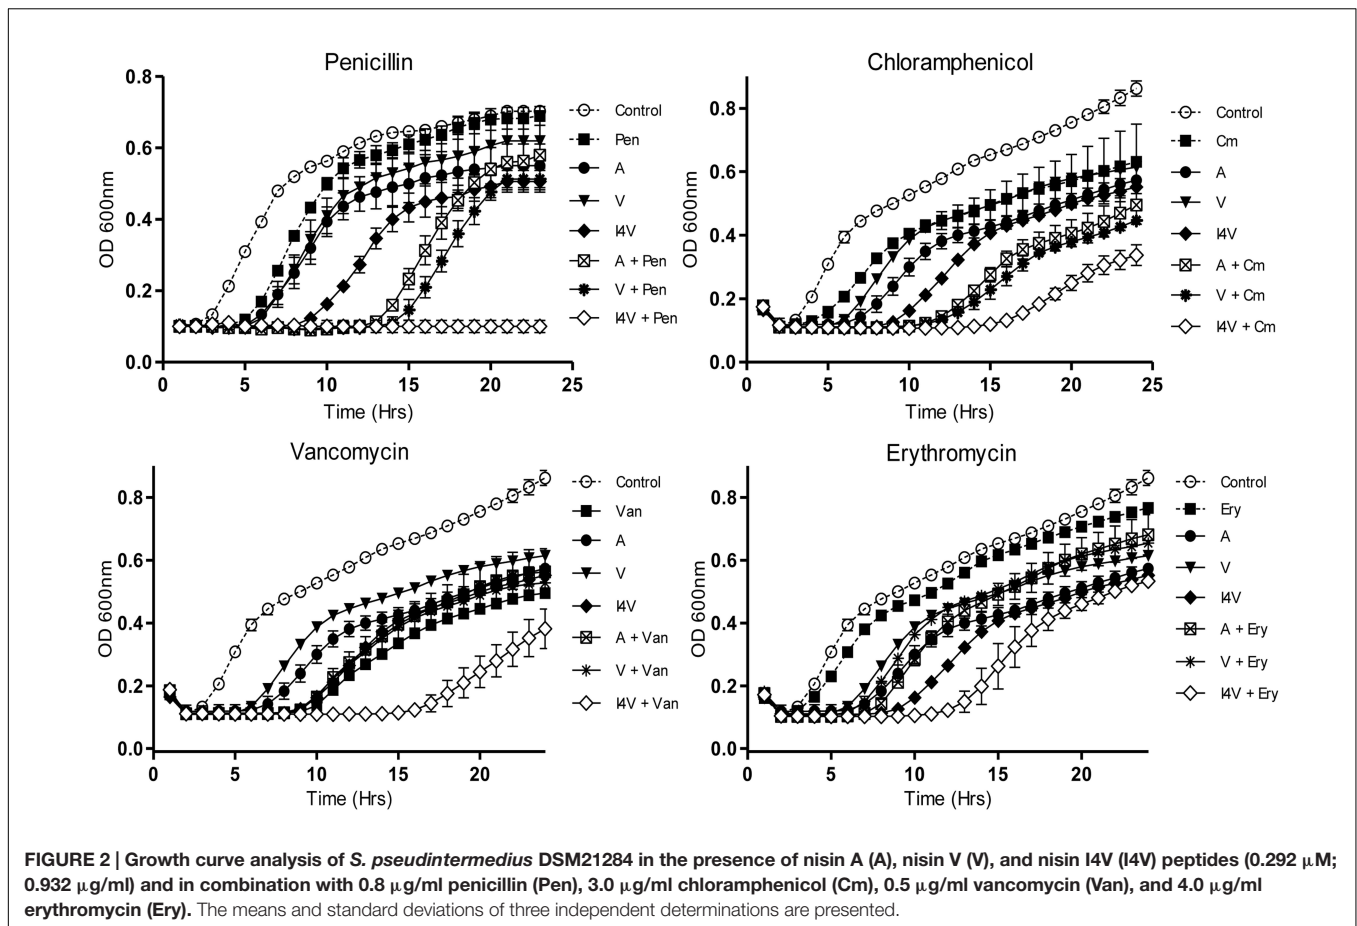 Penicillin
0.8
0.6
0.4
0.2
0.0
OD 600nm
0 5 10 15 20 25
Time (Hrs)
Control
Pen
A
V
I4V
A + Pen
V + Pen
I4V + Pen
Chloramphenicol
0.8
0.6
0.4
0.2
0.0
OD 600nm
0 5 10 15 20 25
Time (Hrs)
Control
Cm
A
V
I4V
A + Cm
V + Cm
I4V + Cm
Vancomycin
0.8
0.6
0.4
0.2
0.0
OD 600nm
0 5 10 15 20
Time (Hrs)
Control
Van
A
V
I4V
A + Van
V + Van
I4V + Van
Erythromycin
0.8
0.6
0.4
0.2
0.0
OD 600nm
0 5 10 15 20
Time (Hrs)
Control
Ery
A
V
I4V
A + Ery
V + Ery
I4V + Ery
FIGURE 2 | Growth curve analysis of S. pseudintermedius DSM21284 in the presence of nisin A (A), nisin V (V), and nisin I4V (I4V) peptides (0.292 μM;
0.932 μg/ml) and in combination with 0.8 μg/ml penicillin (Pen), 3.0 μg/ml chloramphenicol (Cm), 0.5 μg/ml vancomycin (Van), and 4.0 μg/ml
erythromycin (Ery). The means and standard deviations of three independent determinations are presented.